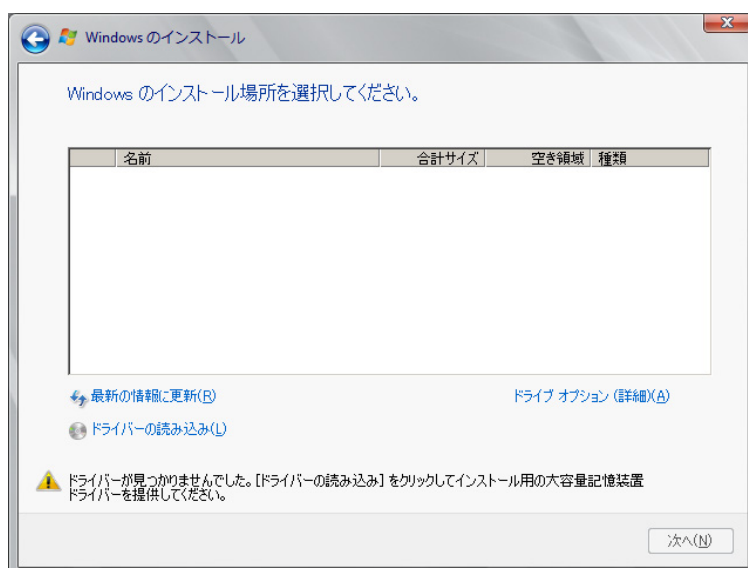 Windows のインストール
Windows のインストール場所を選択してください。
名前 合計サイズ 空き領域 種類
最新の情報に更新(R)
ドライブ オプション (詳細)(A)
ドライバーの読み込み(L)
ドライバーが見つかりませんでした。[ドライバーの読み込み] をクリックしてインストール用の大容量記憶装置
ドライバーを提供してください。
次へ(N)